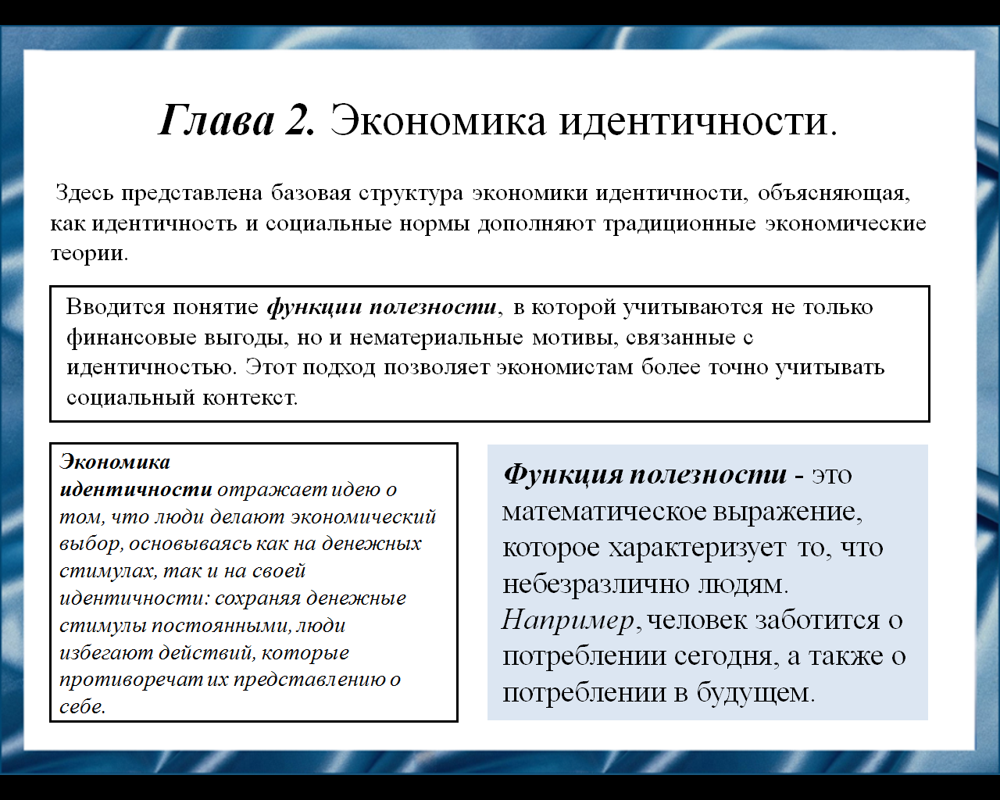 Глава 2. Экономика идентичности.
Здесь представлена базовая структура экономики идентичности, объясняющая,
как идентичность и социальные нормы дополняют традиционные экономические
теории.
Вводится понятие функции полезности, в которой учитываются не только
финансовые выгоды, но и нематериальные мотивы, связанные с
идентичностью. Этот подход позволяет экономистам более точно учитывать
социальный контекст.
Экономика
идентичности отражает идею о
том, что люди делают экономический
выбор, основываясь как на денежных
стимулах, так и на своей
идентичности: сохраняя денежные
стимулы постоянными, люди
избегают действий, которые
противоречат их представлению о
себе.
Функция полезности - это
математическое выражение,
которое характеризует то, что
небезразлично людям.
Например, человек заботится о
потреблении сегодня, а также о
потреблении в будущем.